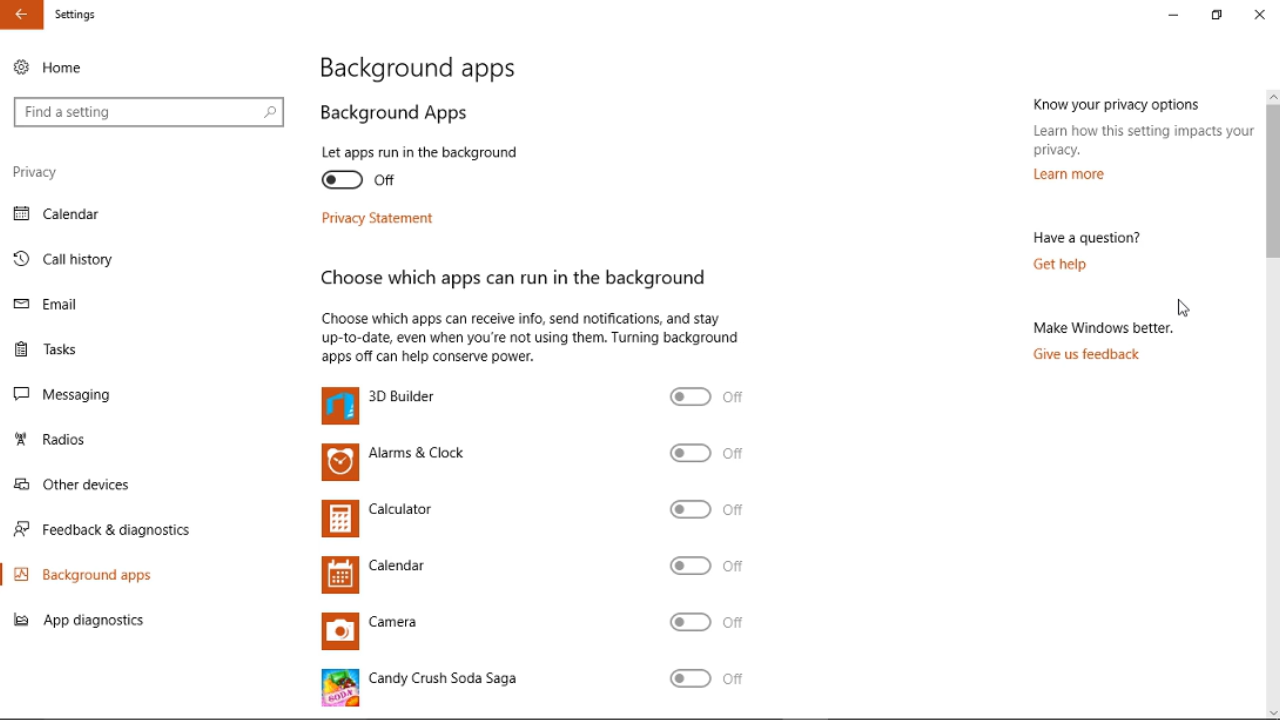 Settings
Home
Find a setting
Privacy
Calendar
Call history
Email
Tasks
Messaging
Radios
Other devices
Feedback & diagnostics
Background apps
App diagnostics
Background apps
Background Apps
Let apps run in the background
Off
Privacy Statement
Choose which apps can run in the background
Choose which apps can receive info, send notifications, and stay
up-to-date, even when you're not using them. Turning background
apps off can help conserve power.
3D Builder Off
Alarms & Clock Off
Calculator Off
Calendar Off
Camera Off
SODA Candy Crush Soda Saga Off
Know your privacy options
Learn how this setting impacts your
privacy.
Learn more
Have a question?
Get help
Make Windows better.
Give us feedback